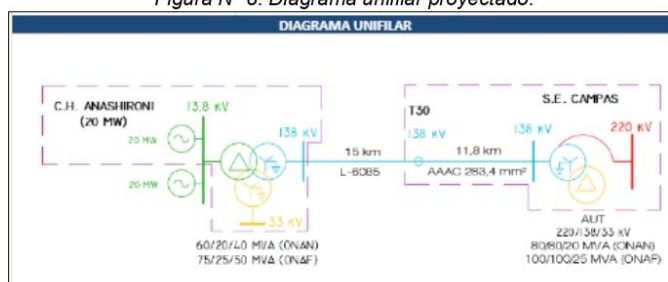 Figura N° 8. Diagrama unifilar proyectado.
DIAGRAMA UNIFILAR
C.H. ANASHIRONI
(20 MW)
13,8 KV
20 MW
20 MW
138 KV
33 KV
60/20/40 MVA (ONAN)
75/25/50 MVA (ONAF)
15 km
L-6085
T30
138 KV
11,8 km
AAAC 283,4 mm²
S.E. CAMPAS
138 KV
220 KV
AUT
220/138/33 KV
80/80/20 MVA (ONAN)
100/100/25 MVA (ONAF)